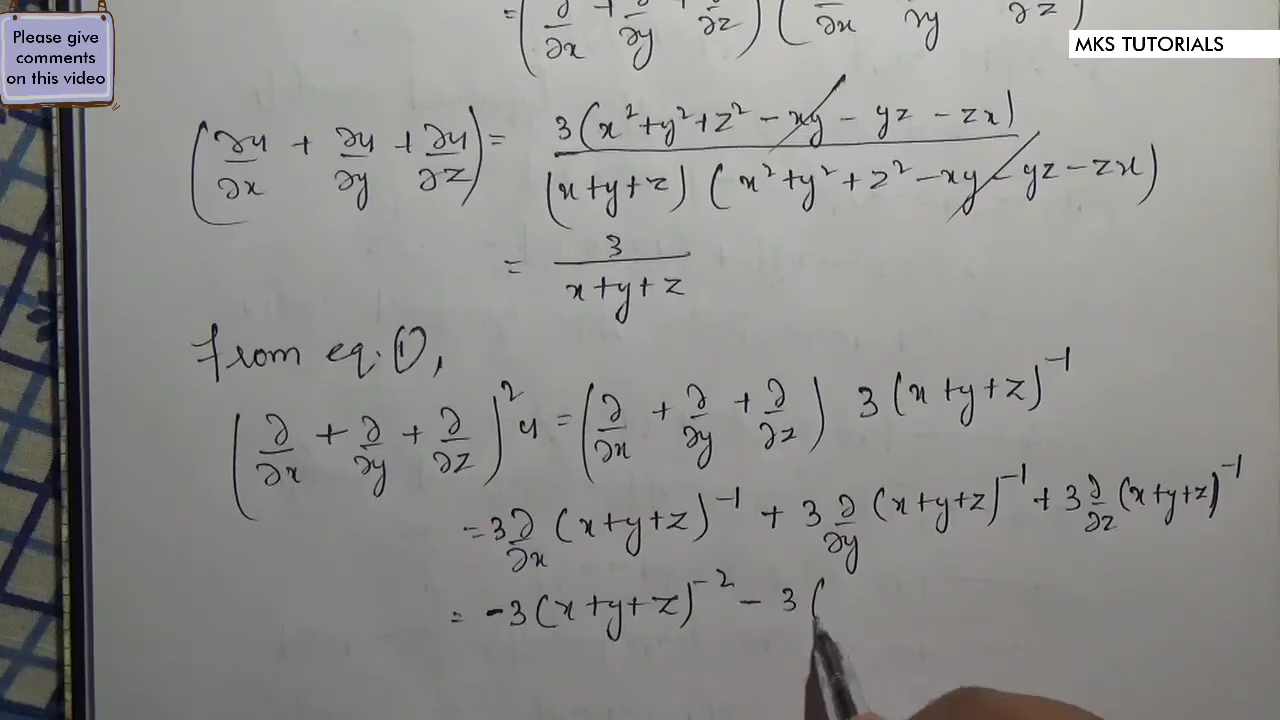 Please give
comments
on this video
MKS TUTORIALS
=(∂/∂x + ∂/∂y + ∂/∂z)(∂x ∂y ∂z)
(∂u/∂x + ∂u/∂y + ∂u/∂z) = 3(x²+y²+z²-xy-yz-zx)/(x+y+z)(x²+y²+z²-xy-yz-zx)
= 3/x+y+z
from eq. ①,
(∂/∂x + ∂/∂y + ∂/∂z)²u = (∂/∂x + ∂/∂y + ∂/∂z) 3(x+y+z)⁻¹
=3∂/∂x (x+y+z)⁻¹ + 3∂/∂y (x+y+z)⁻¹ + 3∂/∂z (x+y+z)⁻¹
= -3(x+y+z)⁻² - 3(